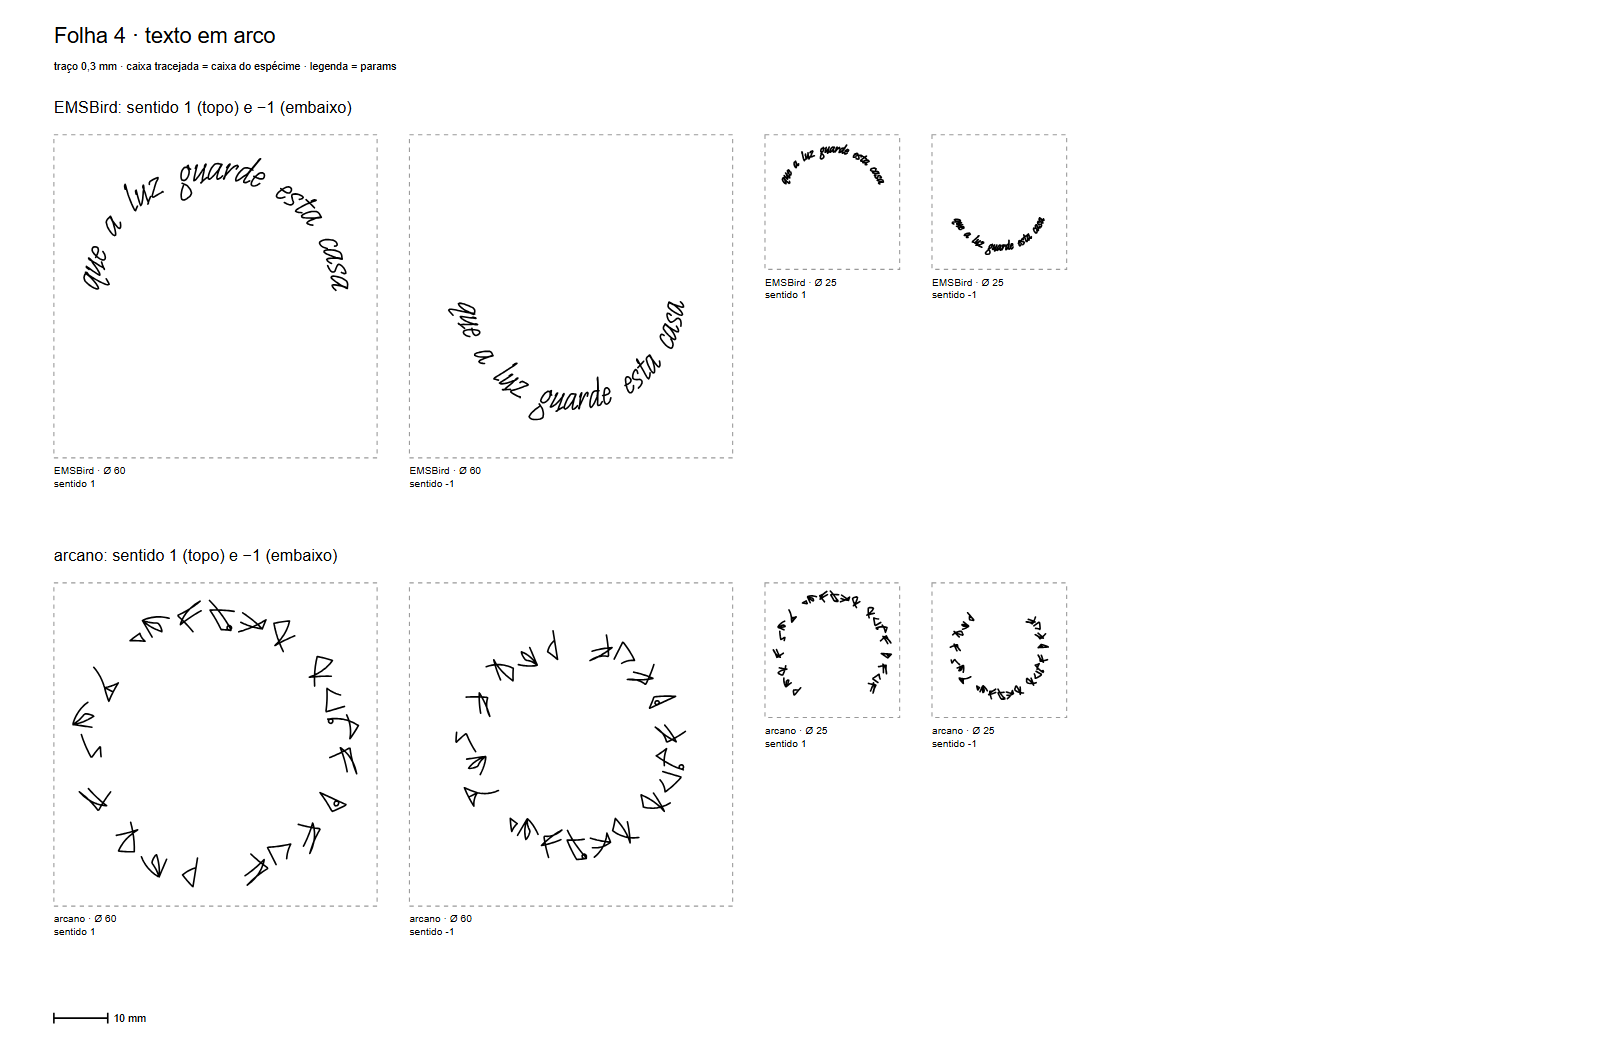 Folha 4 · texto em arco
traço 0,3 mm · caixa tracejada = caixa do espécime · legenda = params
EMSBird: sentido 1 (topo) e −1 (embaixo)
que a luz guarde esta casa
que a luz guarde esta casa
que a luz guarde esta casa
que a luz guarde esta casa
EMSBird · Ø 60
sentido 1
EMSBird · Ø 60
sentido -1
EMSBird · Ø 25
sentido 1
EMSBird · Ø 25
sentido -1
arcano: sentido 1 (topo) e −1 (embaixo)
arcano · Ø 60
sentido 1
arcano · Ø 60
sentido -1
arcano · Ø 25
sentido 1
arcano · Ø 25
sentido -1
10 mm